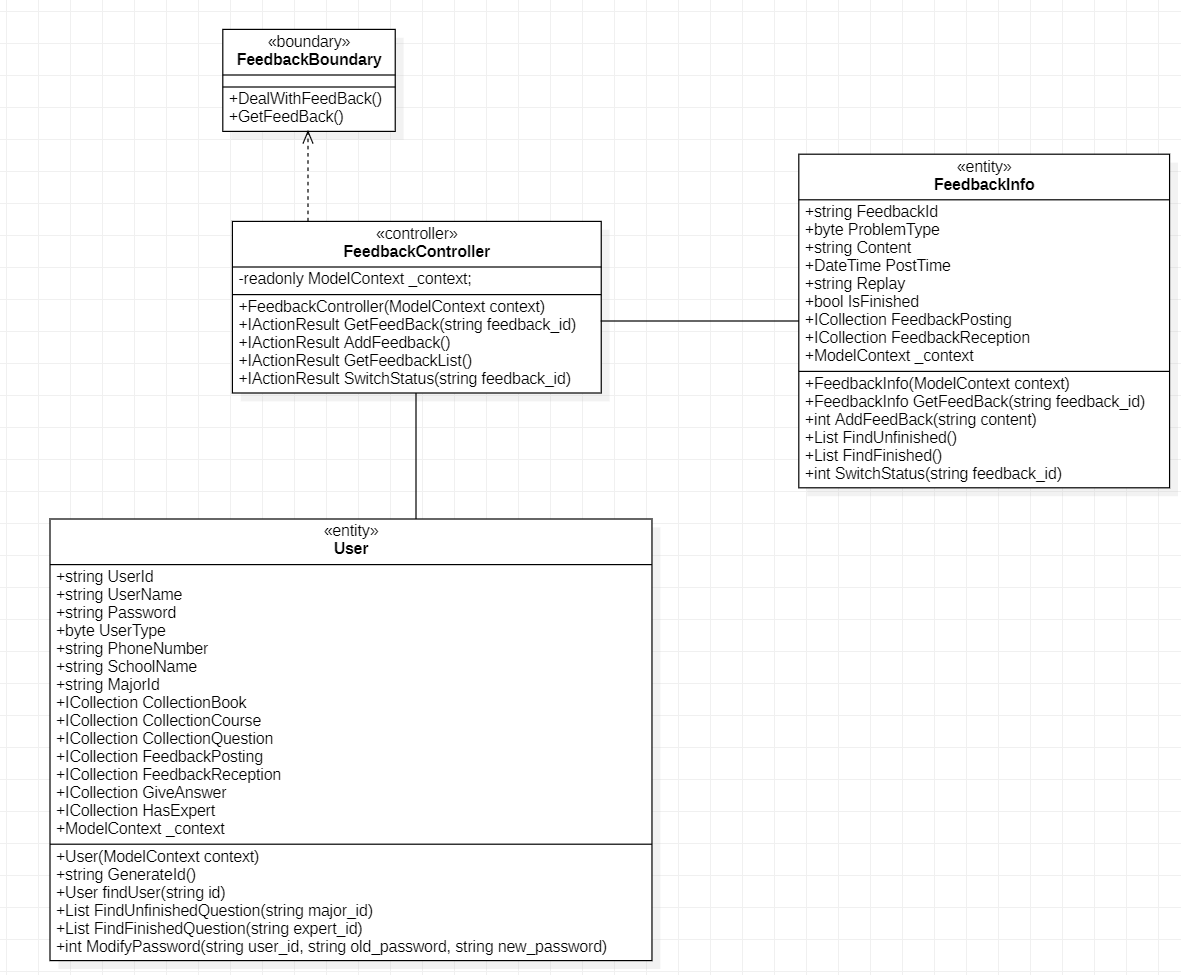 «boundary»
FeedbackBoundary
+DealWithFeedBack()
+GetFeedBack()
«controller»
FeedbackController
-readonly ModelContext _context;
+FeedbackController(ModelContext context)
+IActionResult GetFeedBack(string feedback_id)
+IActionResult AddFeedback()
+IActionResult GetFeedbackList()
+IActionResult SwitchStatus(string feedback_id)
«entity»
FeedbackInfo
+string FeedbackId
+byte ProblemType
+string Content
+DateTime PostTime
+string Replay
+bool IsFinished
+ICollection FeedbackPosting
+ICollection FeedbackReception
+ModelContext _context
+FeedbackInfo(ModelContext context)
+FeedbackInfo GetFeedBack(string feedback_id)
+int AddFeedBack(string content)
+List FindUnfinished()
+List FindFinished()
+int SwitchStatus(string feedback_id)
«entity»
User
+string UserId
+string UserName
+string Password
+byte UserType
+string PhoneNumber
+string SchoolName
+string MajorId
+ICollection CollectionBook
+ICollection CollectionCourse
+ICollection CollectionQuestion
+ICollection FeedbackPosting
+ICollection FeedbackReception
+ICollection GiveAnswer
+ICollection HasExpert
+ModelContext _context
+User(ModelContext context)
+string GenerateId()
+User findUser(string id)
+List FindUnfinishedQuestion(string major_id)
+List FindFinishedQuestion(string expert_id)
+int ModifyPassword(string user_id, string old_password, string new_password)